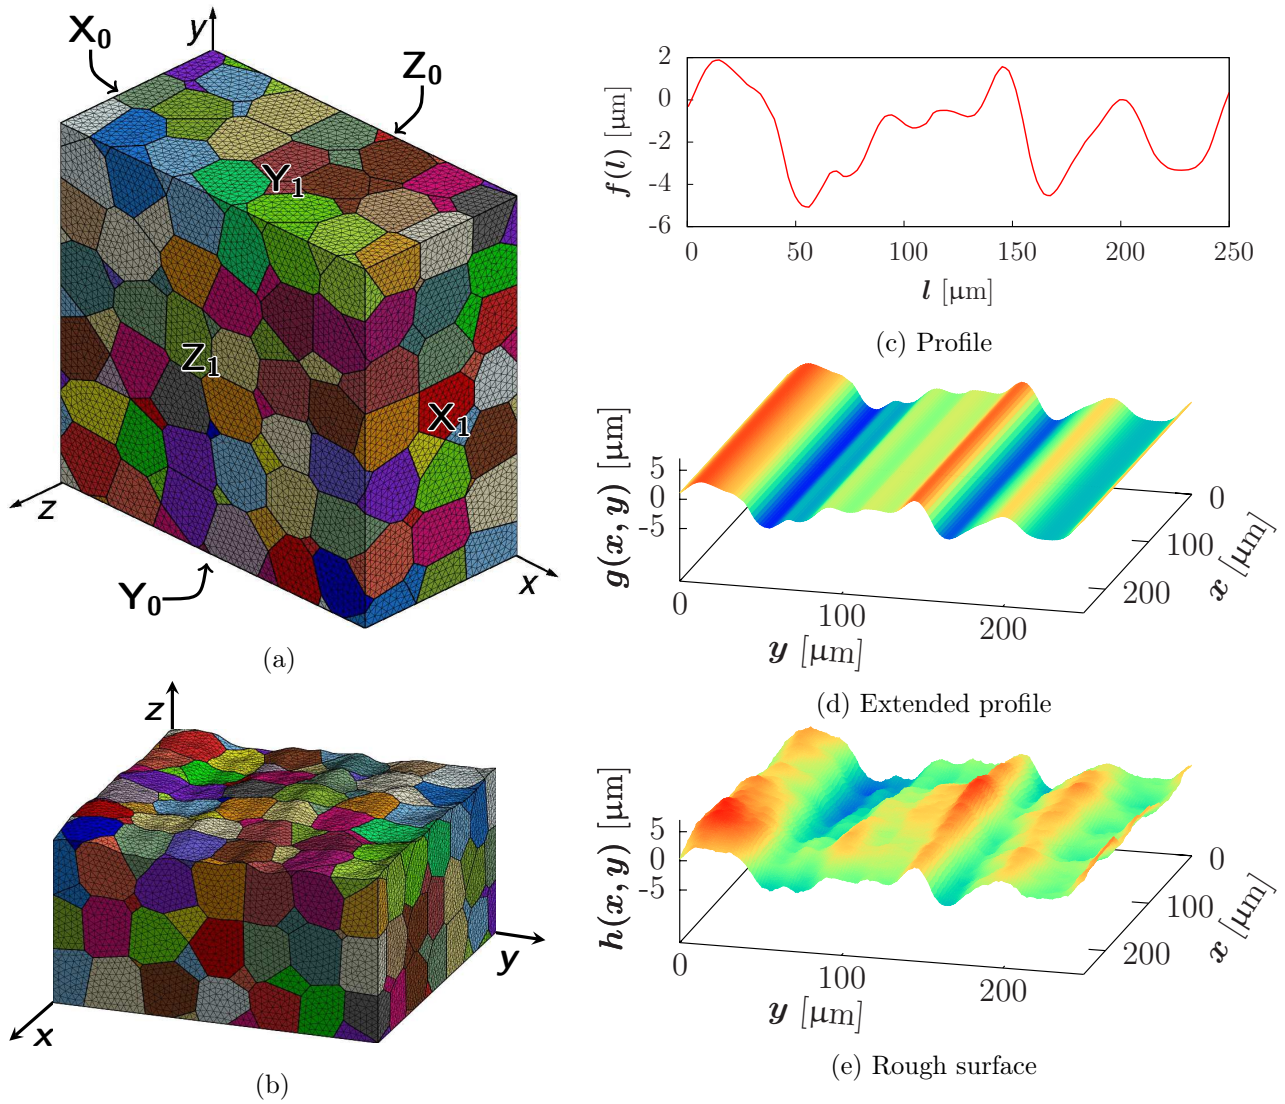 X0
y
Z0
Y1
Z1
X1
z
Y0
x
(a)
z
y
x
(b)
2
0
-2
-4
-6
f(l) [μm]
0 50 100 150 200 250
l [μm]
(c) Profile
g(x, y) [μm]
5
0
-5
0
100
200
y [μm]
0
100
200
x [μm]
(d) Extended profile
h(x, y) [μm]
5
0
-5
0
100
200
y [μm]
0
100
200
x [μm]
(e) Rough surface